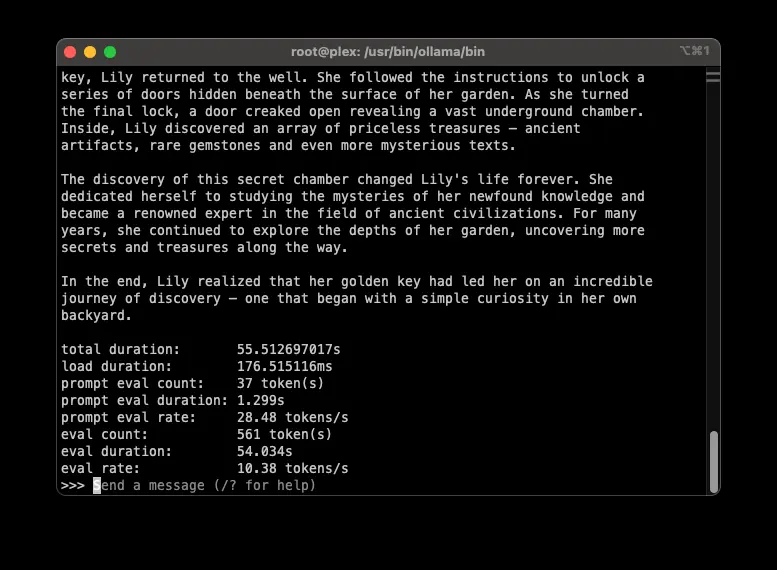 root@plex: /usr/bin/ollama/bin
⌥⌘1
key, Lily returned to the well. She followed the instructions to unlock a
series of doors hidden beneath the surface of her garden. As she turned
the final lock, a door creaked open revealing a vast underground chamber.
Inside, Lily discovered an array of priceless treasures – ancient
artifacts, rare gemstones and even more mysterious texts.
The discovery of this secret chamber changed Lily's life forever. She
dedicated herself to studying the mysteries of her newfound knowledge and
became a renowned expert in the field of ancient civilizations. For many
years, she continued to explore the depths of her garden, uncovering more
secrets and treasures along the way.
In the end, Lily realized that her golden key had led her on an incredible
journey of discovery – one that began with a simple curiosity in her own
backyard.
total duration:       55.512697017s
load duration:        176.515116ms
prompt eval count:    37 token(s)
prompt eval duration: 1.299s
prompt eval rate:     28.48 tokens/s
eval count:           561 token(s)
eval duration:        54.034s
eval rate:            10.38 tokens/s
>>> Send a message (/? for help)